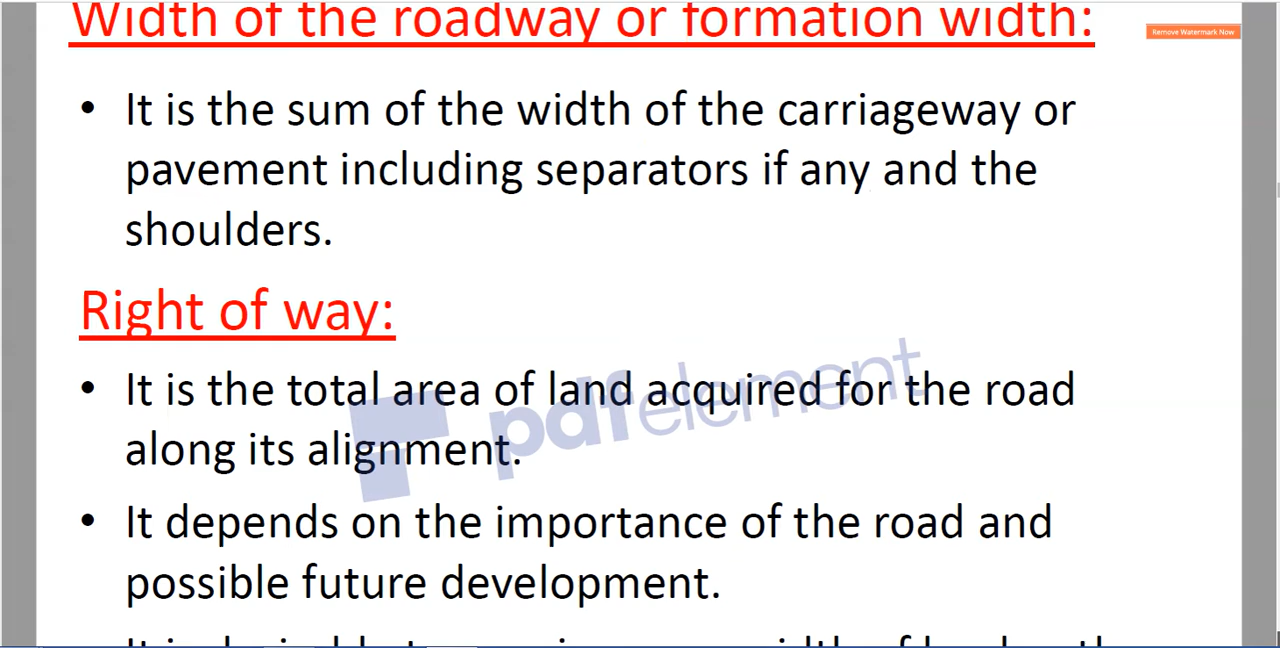 Width of the roadway or formation width:
Remove Watermark Now
• It is the sum of the width of the carriageway or
pavement including separators if any and the
shoulders.
Right of way:
• It is the total area of land acquired for the road
along its alignment.
pdfelement
• It depends on the importance of the road and
possible future development.